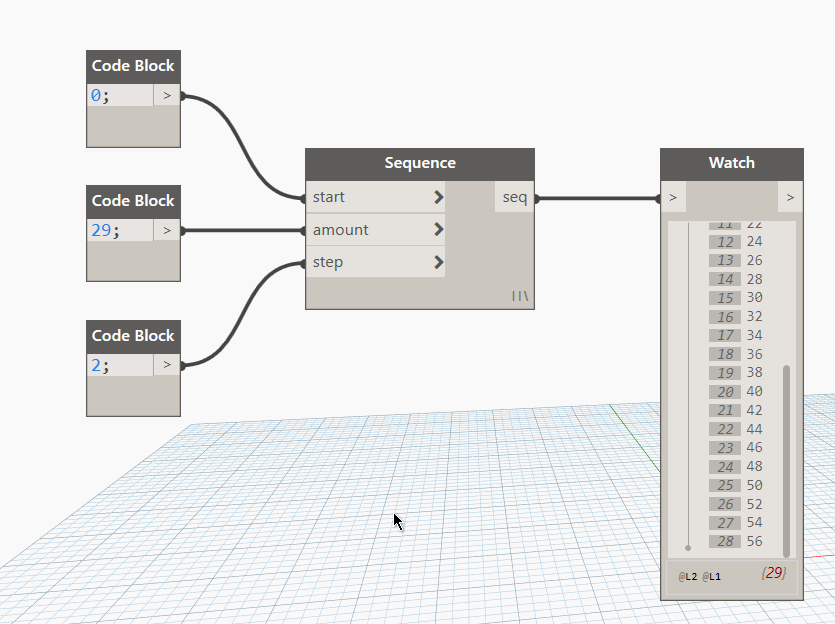 Code Block
0;
>
Code Block
29;
>
Code Block
2;
>
Sequence
start
seq
amount
step
||\
Watch
> >
11 22
12 24
13 26
14 28
15 30
16 32
17 34
18 36
19 38
20 40
21 42
22 44
23 46
24 48
25 50
26 52
27 54
28 56
@L2 @L1 {29}